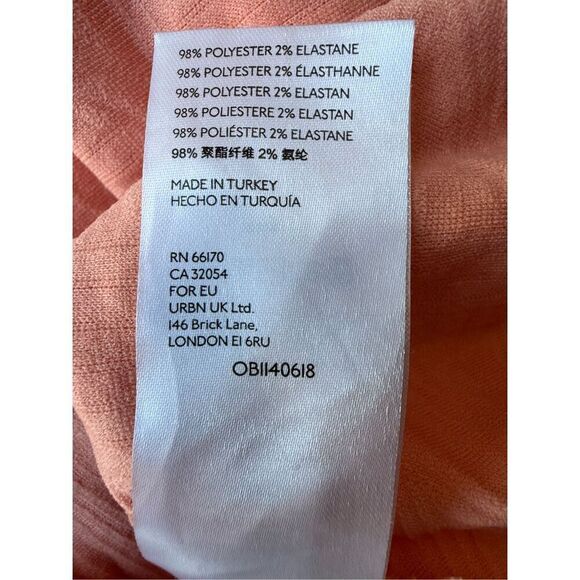 98% POLYESTER 2% ELASTANE
98% POLYESTER 2% ÉLASTHANNE
98% POLYESTER 2% ELASTAN
98% POLIESTERE 2% ELASTAN
98% POLIÉSTER 2% ELASTANE
98% 聚酯纤维 2% 氨纶
MADE IN TURKEY
HECHO EN TURQUÍA
RN 66170
CA 32054
FOR EU
URBN UK Ltd.
146 Brick Lane,
LONDON E1 6RU
OB1140618